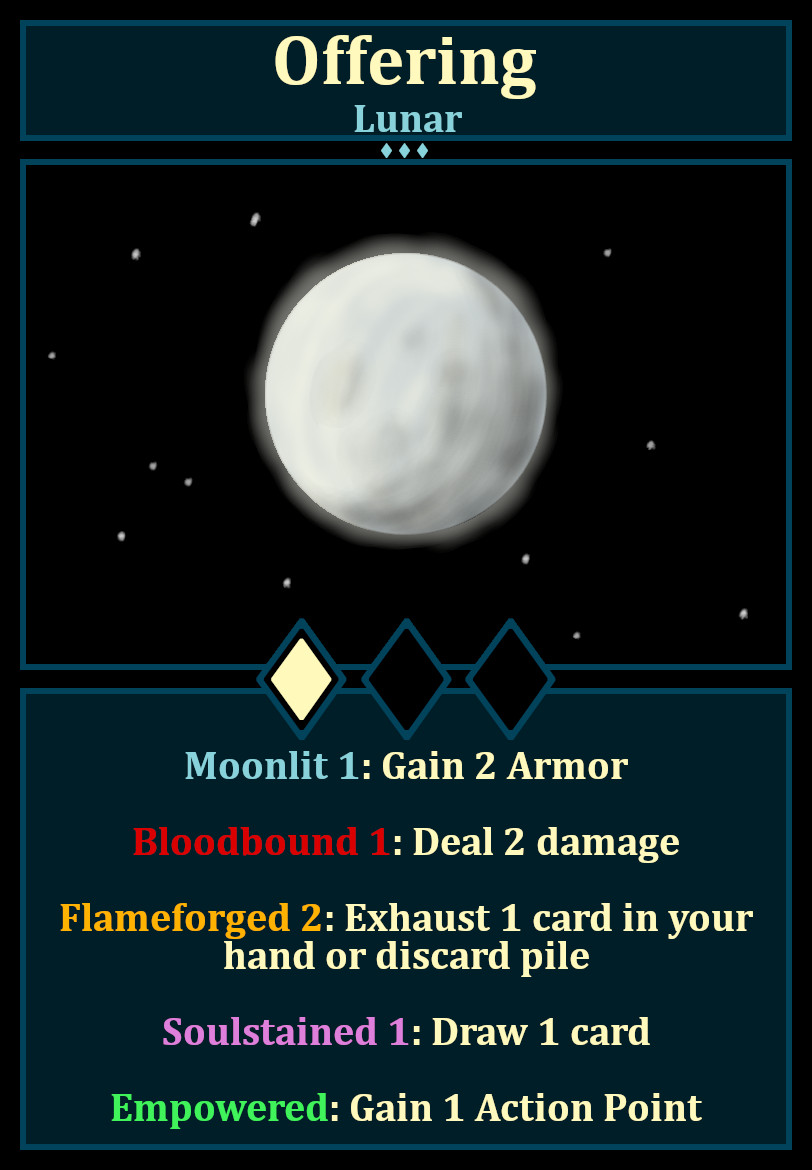 Offering
Lunar
Moonlit 1: Gain 2 Armor
Bloodbound 1: Deal 2 damage
Flameforged 2: Exhaust 1 card in your
hand or discard pile
Soulstained 1: Draw 1 card
Empowered: Gain 1 Action Point